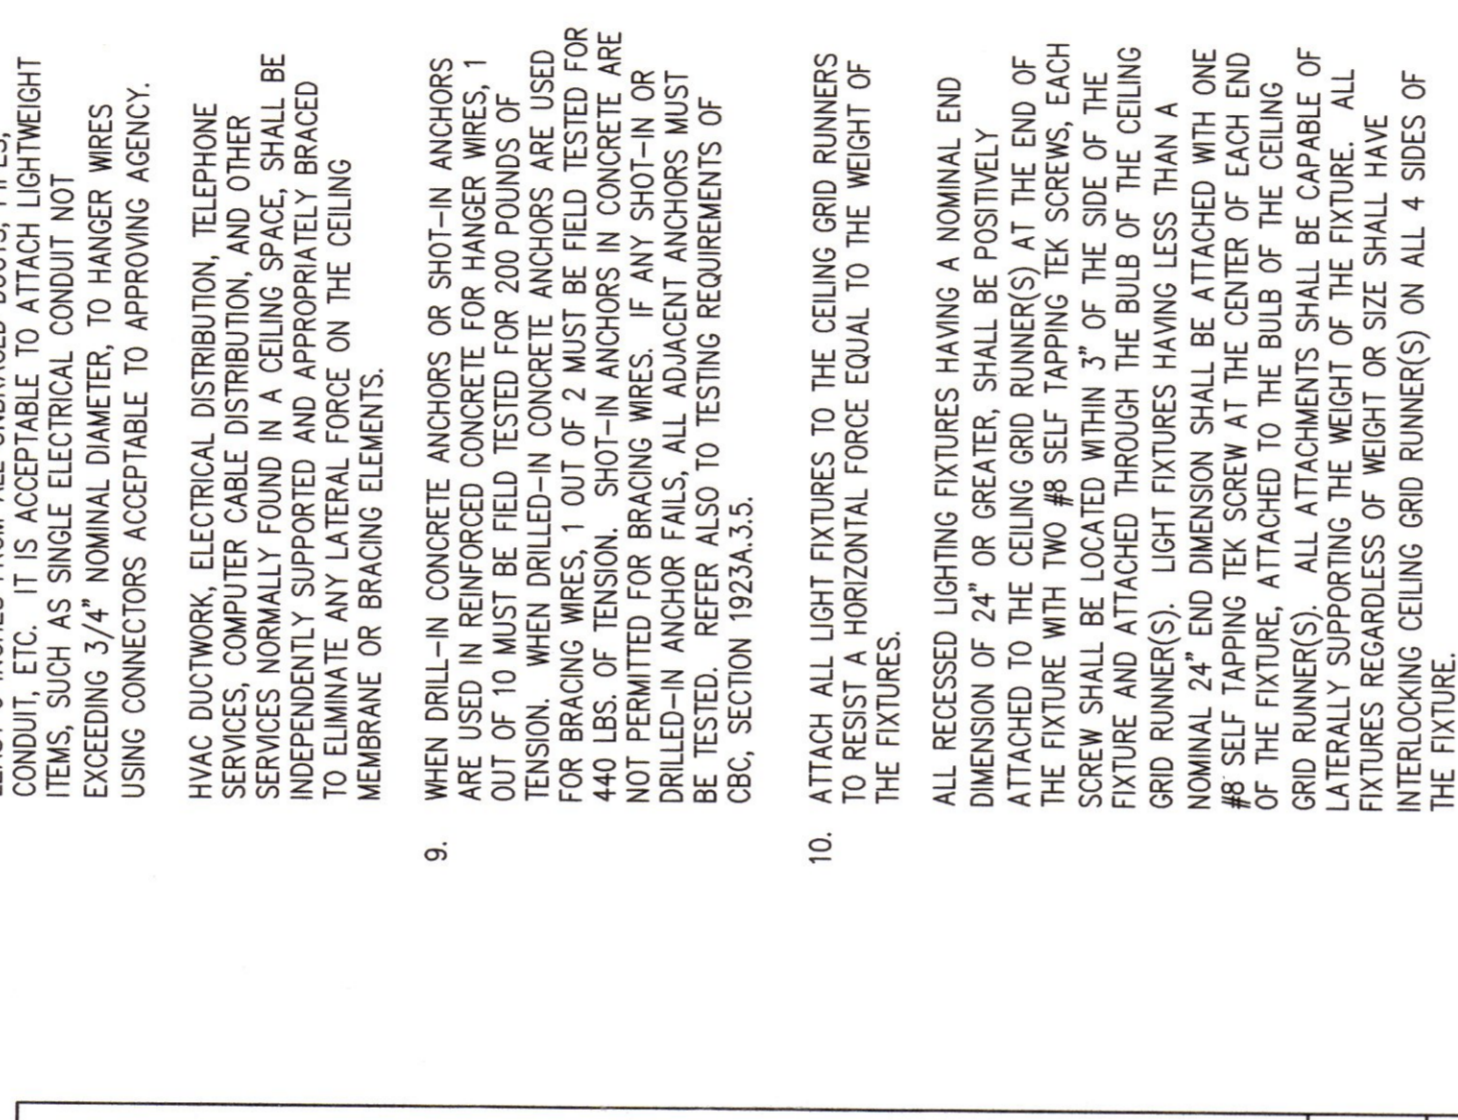 CONDUIT, ETC. IT IS ACCEPTABLE TO ATTACH LIGHTWEIGHT
ITEMS, SUCH AS SINGLE ELECTRICAL CONDUIT NOT
EXCEEDING 3/4" NOMINAL DIAMETER, TO HANGER WIRES
USING CONNECTORS ACCEPTABLE TO APPROVING AGENCY.
HVAC DUCTWORK, ELECTRICAL DISTRIBUTION, TELEPHONE
SERVICES, COMPUTER CABLE DISTRIBUTION, AND OTHER
SERVICES NORMALLY FOUND IN A CEILING SPACE, SHALL BE
INDEPENDENTLY SUPPORTED AND APPROPRIATELY BRACED
TO ELIMINATE ANY LATERAL FORCE ON THE CEILING
MEMBRANE OR BRACING ELEMENTS.
9. WHEN DRILL-IN CONCRETE ANCHORS OR SHOT-IN ANCHORS
ARE USED IN REINFORCED CONCRETE FOR HANGER WIRES, 1
OUT OF 10 MUST BE FIELD TESTED FOR 200 POUNDS OF
TENSION. WHEN DRILLED-IN CONCRETE ANCHORS ARE USED
FOR BRACING WIRES, 1 OUT OF 2 MUST BE FIELD TESTED FOR
440 LBS. OF TENSION. SHOT-IN ANCHORS IN CONCRETE ARE
NOT PERMITTED FOR BRACING WIRES. IF ANY SHOT-IN OR
DRILLED-IN ANCHOR FAILS, ALL ADJACENT ANCHORS MUST
BE TESTED. REFER ALSO TO TESTING REQUIREMENTS OF
CBC, SECTION 1923A.3.5.
10. ATTACH ALL LIGHT FIXTURES TO THE CEILING GRID RUNNERS
TO RESIST A HORIZONTAL FORCE EQUAL TO THE WEIGHT OF
THE FIXTURES.
ALL RECESSED LIGHTING FIXTURES HAVING A NOMINAL END
DIMENSION OF 24" OR GREATER, SHALL BE POSITIVELY
ATTACHED TO THE CEILING GRID RUNNER(S) AT THE END OF
THE FIXTURE WITH TWO #8 SELF TAPPING TEK SCREWS, EACH
SCREW SHALL BE LOCATED WITHIN 3" OF THE SIDE OF THE
FIXTURE AND ATTACHED THROUGH THE BULB OF THE CEILING
GRID RUNNER(S). LIGHT FIXTURES HAVING LESS THAN A
NOMINAL 24" END DIMENSION SHALL BE ATTACHED WITH ONE
#8 SELF TAPPING TEK SCREW AT THE CENTER OF EACH END
OF THE FIXTURE, ATTACHED TO THE BULB OF THE CEILING
GRID RUNNER(S). ALL ATTACHMENTS SHALL BE CAPABLE OF
LATERALLY SUPPORTING THE WEIGHT OF THE FIXTURE. ALL
FIXTURES REGARDLESS OF WEIGHT OR SIZE SHALL HAVE
INTERLOCKING CEILING GRID RUNNER(S) ON ALL 4 SIDES OF
THE FIXTURE.